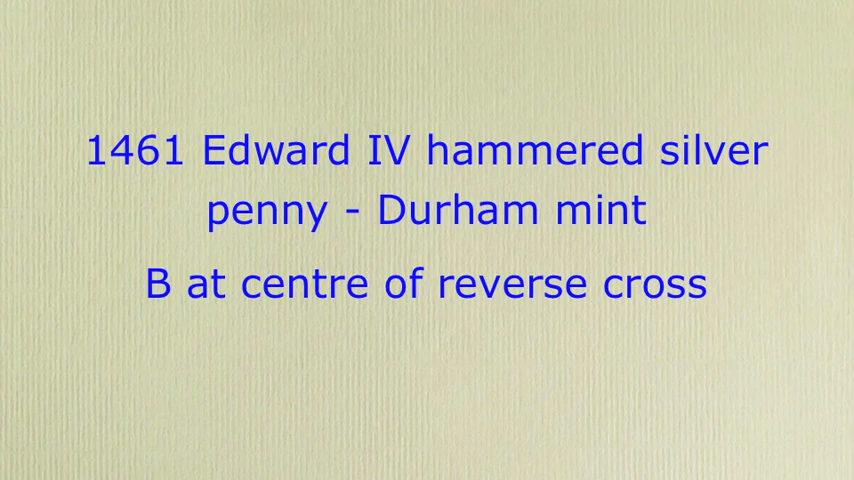 1461 Edward IV hammered silver
penny - Durham mint
B at centre of reverse cross